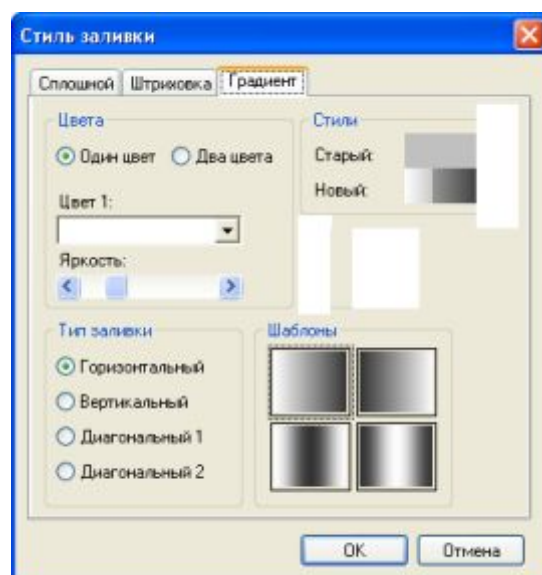 Стиль заливки
Сплошной Штриховка Градиент
Цвета
Один цвет Два цвета
Цвет 1:
Яркость:
Стили
Старый:
Новый:
Тип заливки
Горизонтальный
Вертикальный
Диагональный 1
Диагональный 2
Шаблоны
OK Отмена